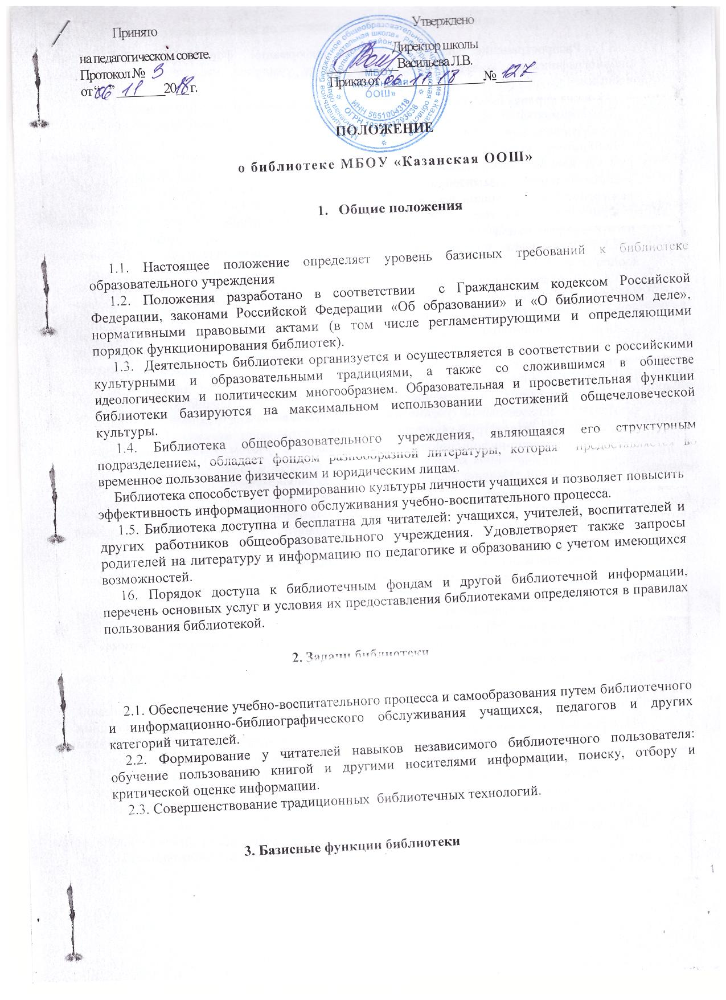 Принято
на педагогическом совете.
Протокол № 3
от “06” 11 2018 г.
Утверждено
Директор школы
Васильева Л.В.
Приказ от 06. 11. 18 № 127
МБОУ
«Казанская
ООШ»
ИНН 5651004318
ПОЛОЖЕНИЕ
о библиотеке МБОУ «Казанская ООШ»
1. Общие положения
1.1. Настоящее положение определяет уровень базисных требований к библиотеке
образовательного учреждения
1.2. Положения разработано в соответствии с Гражданским кодексом Российской
Федерации, законами Российской Федерации «Об образовании» и «О библиотечном деле»,
нормативными правовыми актами (в том числе регламентирующими и определяющими
порядок функционирования библиотек).
1.3. Деятельность библиотеки организуется и осуществляется в соответствии с российскими
культурными и образовательными традициями, а также со сложившимся в обществе
идеологическим и политическим многообразием. Образовательная и просветительная функции
библиотеки базируются на максимальном использовании достижений общечеловеческой
культуры.
1.4. Библиотека общеобразовательного учреждения, являющаяся его структурным
подразделением, обладает фондом разнообразной литературы, которая предоставляется во
временное пользование физическим и юридическим лицам.
Библиотека способствует формированию культуры личности учащихся и позволяет повысить
эффективность информационного обслуживания учебно-воспитательного процесса.
1.5. Библиотека доступна и бесплатна для читателей: учащихся, учителей, воспитателей и
других работников общеобразовательного учреждения. Удовлетворяет также запросы
родителей на литературу и информацию по педагогике и образованию с учетом имеющихся
возможностей.
16. Порядок доступа к библиотечным фондам и другой библиотечной информации,
перечень основных услуг и условия их предоставления библиотеками определяются в правилах
пользования библиотекой.
2. Задачи библиотеки
2.1. Обеспечение учебно-воспитательного процесса и самообразования путем библиотечного
и информационно-библиографического обслуживания учащихся, педагогов и других
категорий читателей.
2.2. Формирование у читателей навыков независимого библиотечного пользователя:
обучение пользованию книгой и другими носителями информации, поиску, отбору и
критической оценке информации.
2.3. Совершенствование традиционных библиотечных технологий.
3. Базисные функции библиотеки
1